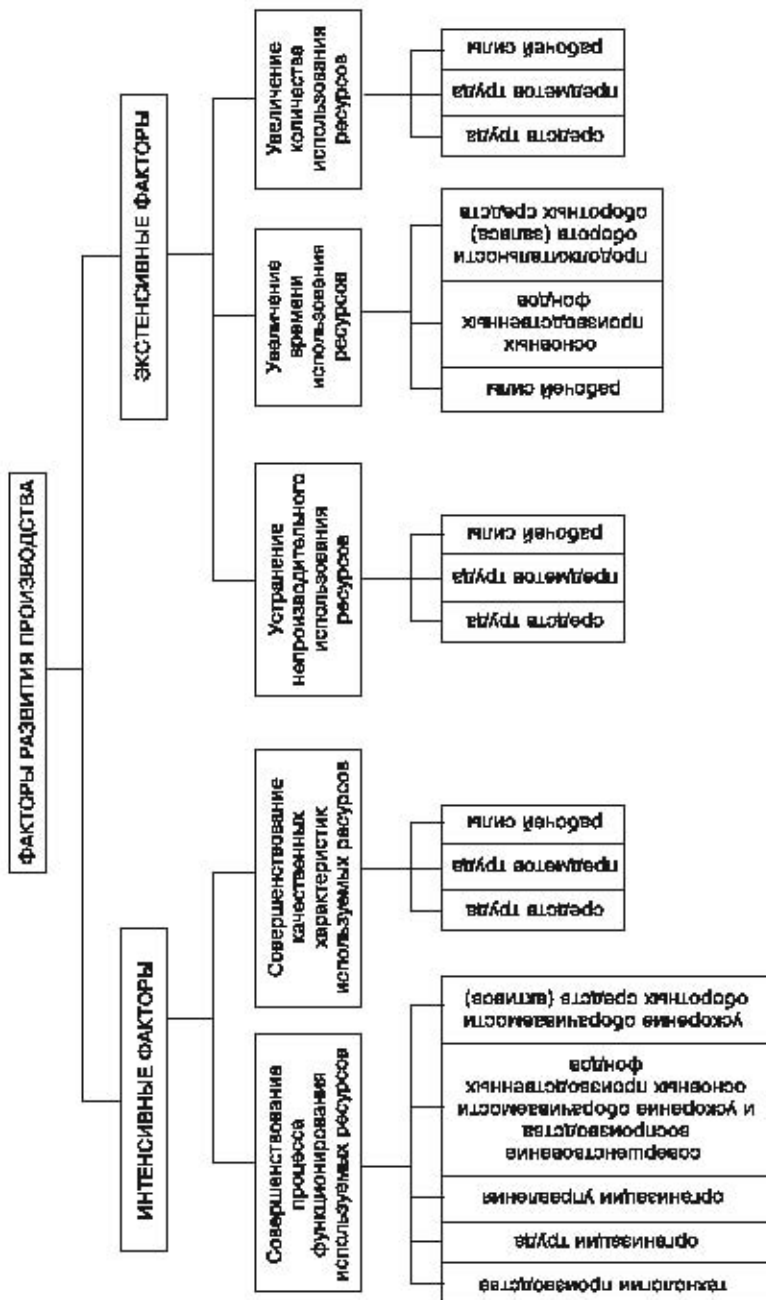 ФАКТОРЫ РАЗВИТИЯ ПРОИЗВОДСТВА
ИНТЕНСИВНЫЕ ФАКТОРЫ
ЭКСТЕНСИВНЫЕ ФАКТОРЫ
Совершенствование
процесса
функционирования
используемых ресурсов
Совершенствование
качественных
характеристик
используемых ресурсов
Устранение
непроизводительного
использования
ресурсов
Увеличение
времени
использования
ресурсов
Увеличение
количества
использования
ресурсов
технологии производства
организации труда
организации управления
совершенствование
воспроизводства
и ускорение оборачиваемости
основных производственных
фондов
ускорение оборачиваемости
оборотных средств (активов)
средств труда
предметов труда
рабочей силы
средств труда
предметов труда
рабочей силы
рабочей силы
основных
производственных
фондов
продолжительности
оборота (запаса)
оборотных средств
средств труда
предметов труда
рабочей силы